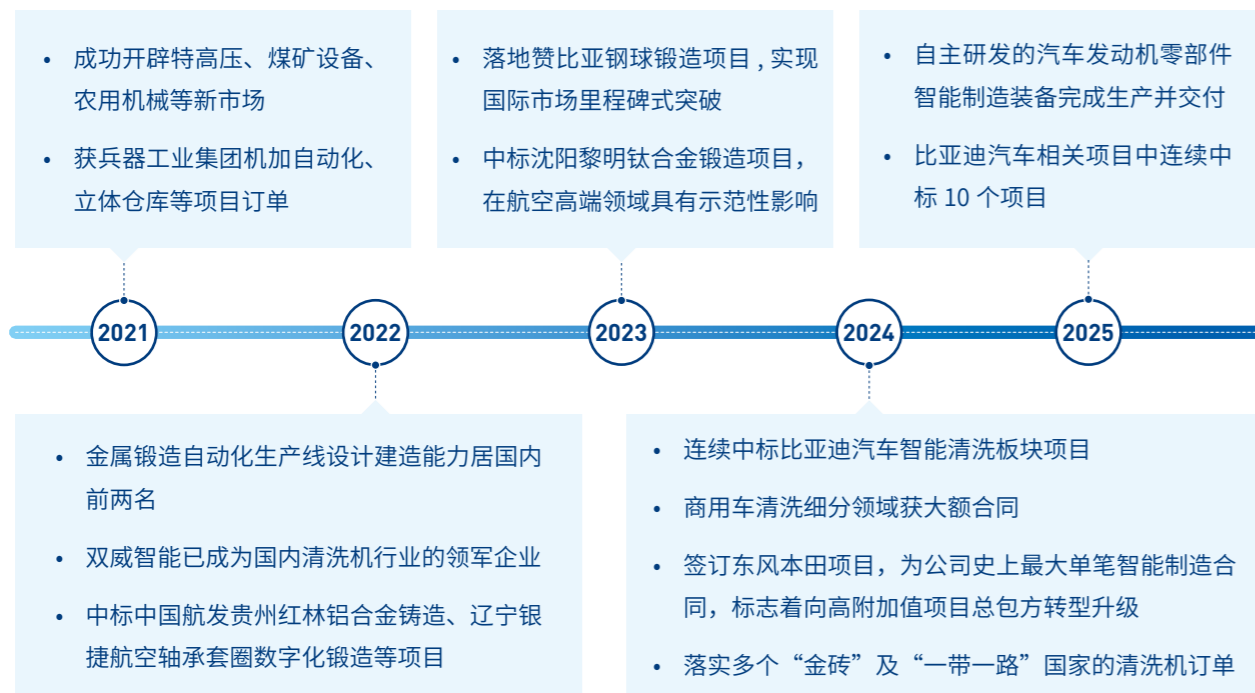 成功开辟特高压、煤矿设备、
农用机械等新市场
获兵器工业集团机加自动化、
立体仓库等项目订单
落地赞比亚钢球锻造项目,实现
国际市场里程碑式突破
中标沈阳黎明钛合金锻造项目，
在航空高端领域具有示范性影响
自主研发的汽车发动机零部件
智能制造装备完成生产并交付
比亚迪汽车相关项目中连续中
标 10 个项目
2021
2022
2023
2024
2025
金属锻造自动化生产线设计建造能力居国内
前两名
双威智能已成为国内清洗机行业的领军企业
中标中国航发贵州红林铝合金铸造、辽宁银
捷航空轴承套圈数字化锻造等项目
连续中标比亚迪汽车智能清洗板块项目
商用车清洗细分领域获大额合同
签订东风本田项目，为公司史上最大单笔智能制造合
同，标志着向高附加值项目总包方转型升级
落实多个“金砖”及“一带一路”国家的清洗机订单